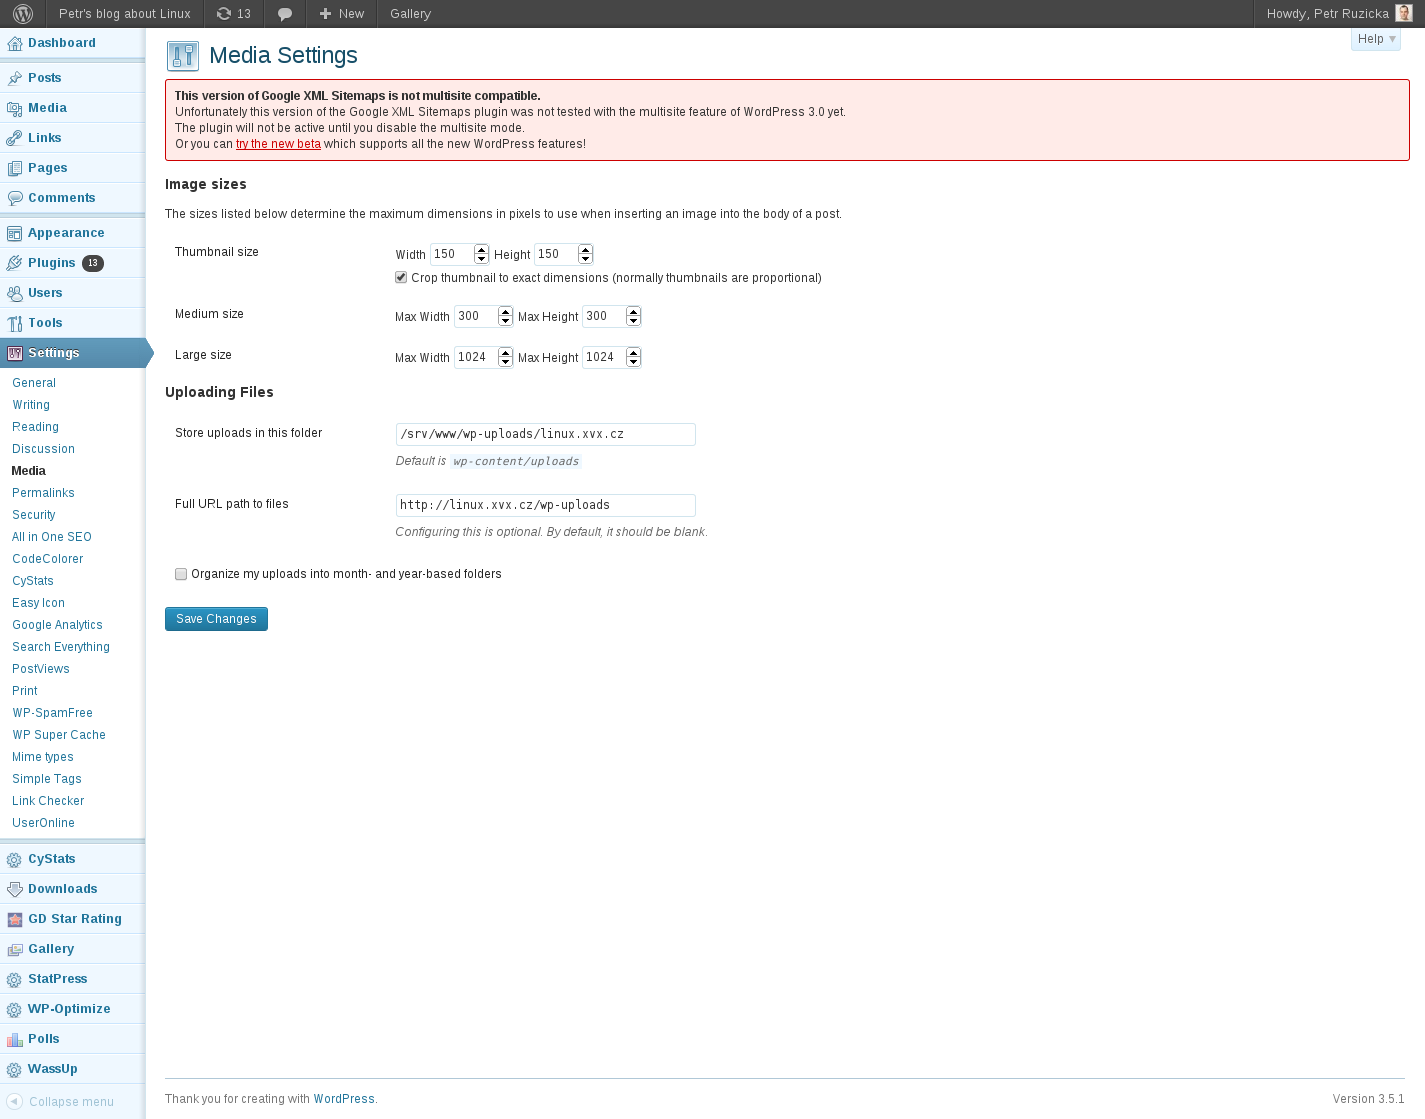 Petr's blog about Linux
13
New
Gallery
Howdy, Petr Ruzicka
Dashboard
Posts
Media
Links
Pages
Comments
Appearance
Plugins 13
Users
Tools
Settings
General
Writing
Reading
Discussion
Media
Permalinks
Security
All in One SEO
CodeColorer
CyStats
Easy Icon
Google Analytics
Search Everything
PostViews
Print
WP-SpamFree
WP Super Cache
Mime types
Simple Tags
Link Checker
UserOnline
CyStats
Downloads
GD Star Rating
Gallery
StatPress
WP-Optimize
Polls
WassUp
Collapse menu
Help
Media Settings
This version of Google XML Sitemaps is not multisite compatible.
Unfortunately this version of the Google XML Sitemaps plugin was not tested with the multisite feature of WordPress 3.0 yet.
The plugin will not be active until you disable the multisite mode.
Or you can try the new beta which supports all the new WordPress features!
Image sizes
The sizes listed below determine the maximum dimensions in pixels to use when inserting an image into the body of a post.
Thumbnail size
Width 150 Height 150
Crop thumbnail to exact dimensions (normally thumbnails are proportional)
Medium size
Max Width 300 Max Height 300
Large size
Max Width 1024 Max Height 1024
Uploading Files
Store uploads in this folder
/srv/www/wp-uploads/linux.xvx.cz
Default is wp-content/uploads
Full URL path to files
http://linux.xvx.cz/wp-uploads
Configuring this is optional. By default, it should be blank.
Organize my uploads into month- and year-based folders
Save Changes
Thank you for creating with WordPress.
Version 3.5.1